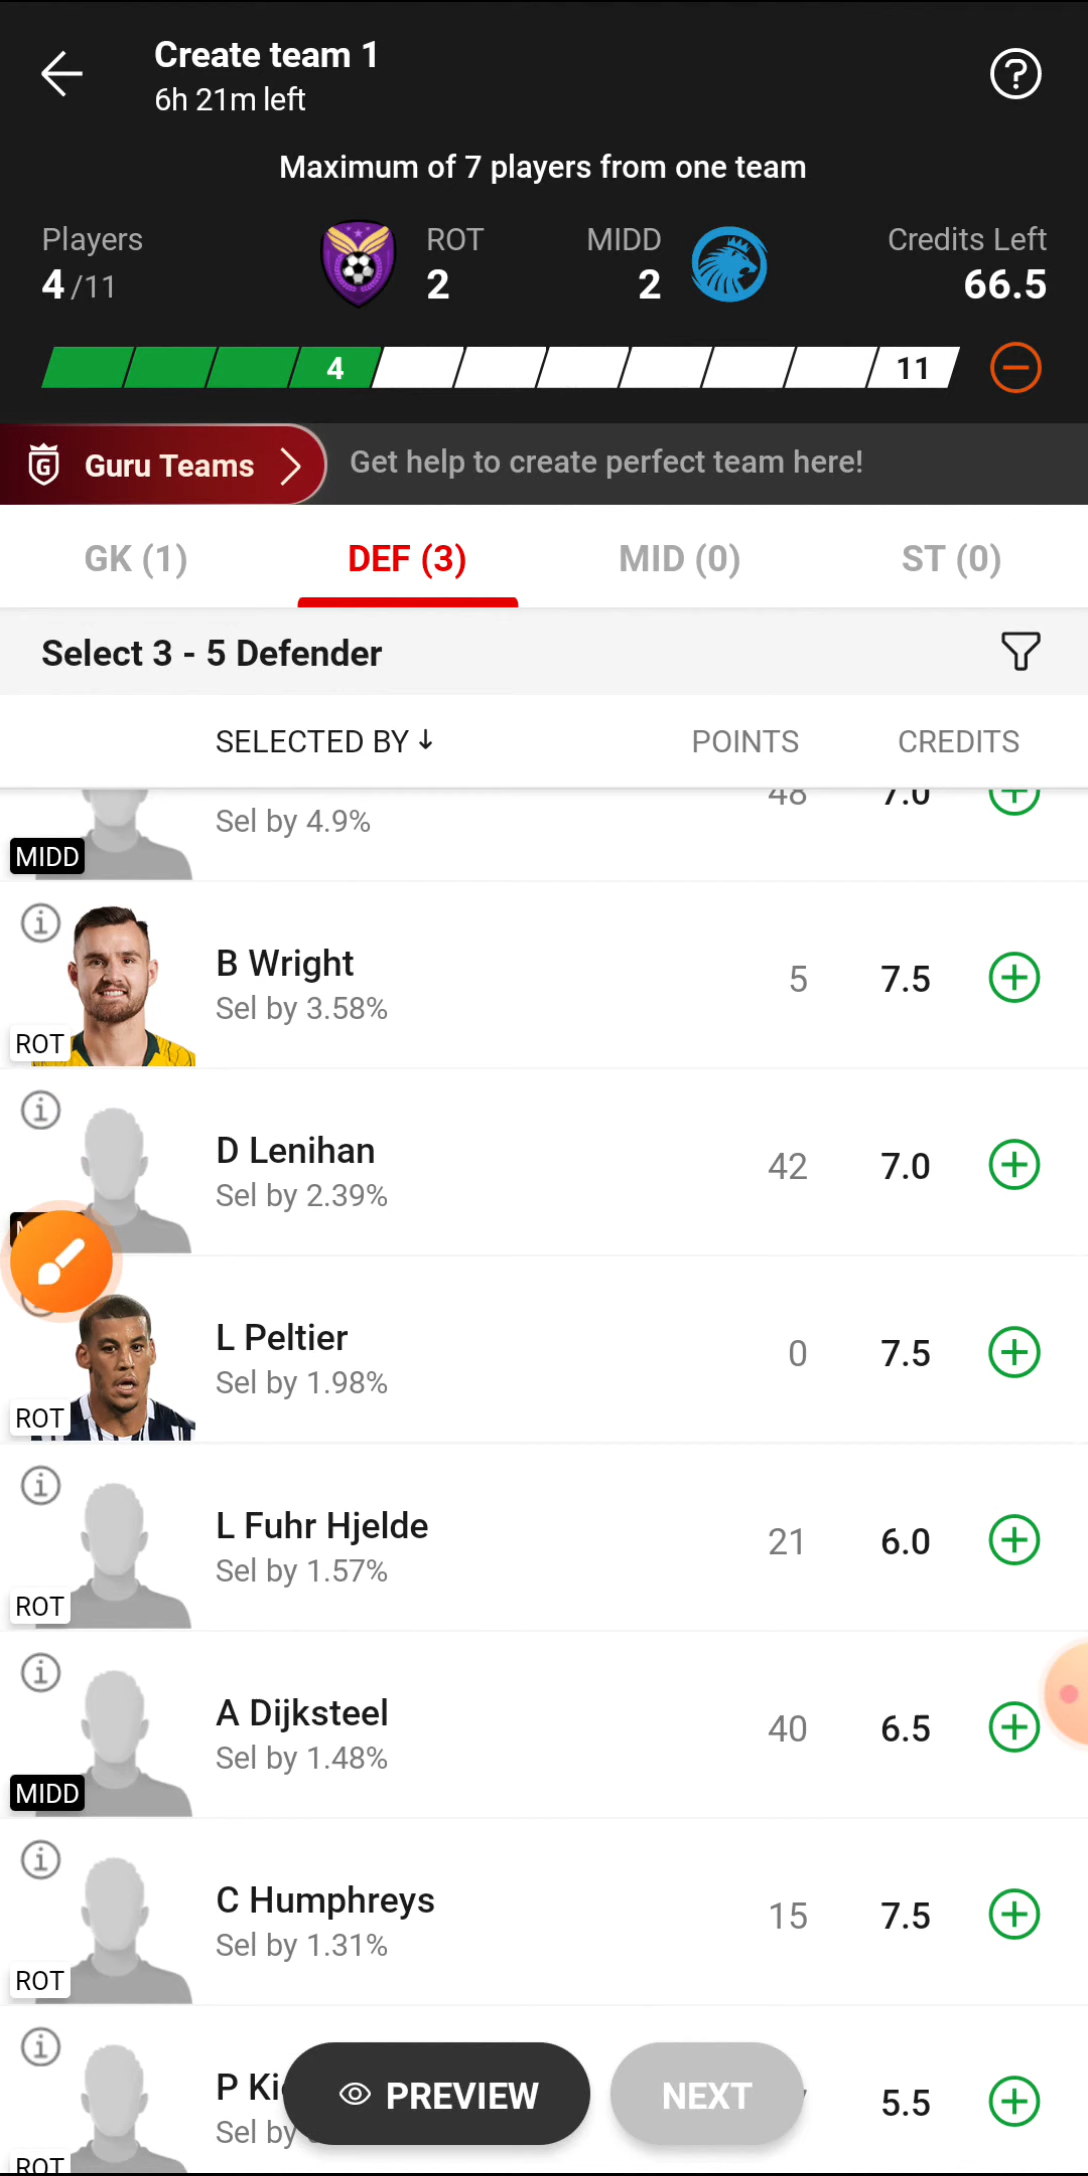 Create team 1
6h 21m left
Maximum of 7 players from one team
Players ROT MIDD Credits Left
4/11 2 2 66.5
4 11
G Guru Teams Get help to create perfect team here!
GK (1) DEF (3) MID (0) ST (0)
Select 3 - 5 Defender
SELECTED BY ↓ POINTS CREDITS
48 7.0
Sel by 4.9%
MIDD
B Wright
5 7.5
Sel by 3.58%
ROT
D Lenihan
42 7.0
Sel by 2.39%
L Peltier
0 7.5
Sel by 1.98%
ROT
L Fuhr Hjelde
21 6.0
Sel by 1.57%
ROT
A Dijksteel
40 6.5
Sel by 1.48%
MIDD
C Humphreys
15 7.5
Sel by 1.31%
ROT
P
PREVIEW NEXT 5.5
Sel by
ROT